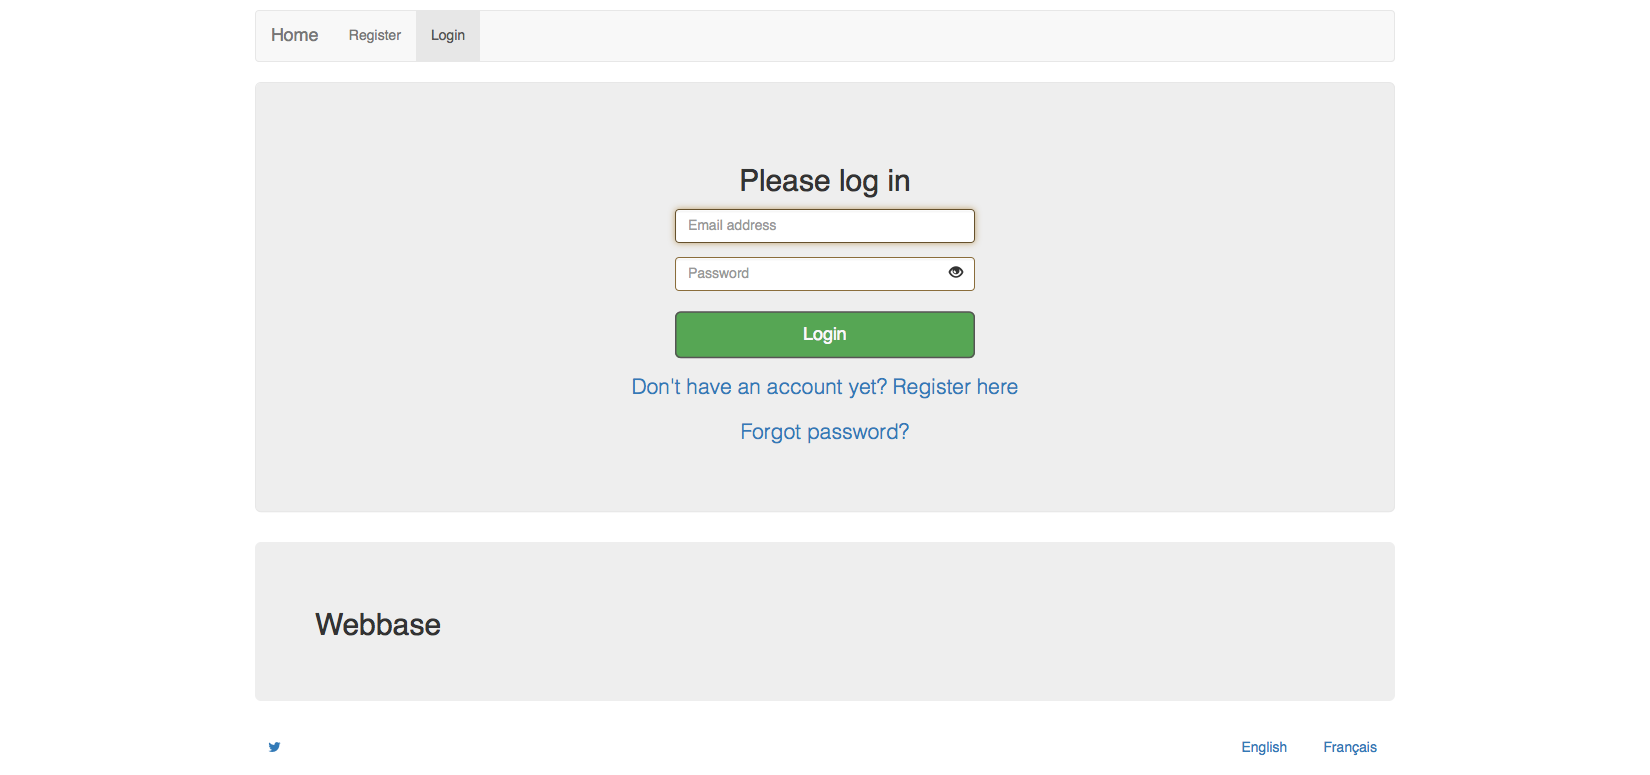 Home Register Login
Please log in
Email address
Password
Login
Don't have an account yet? Register here
Forgot password?
Webbase
English Français